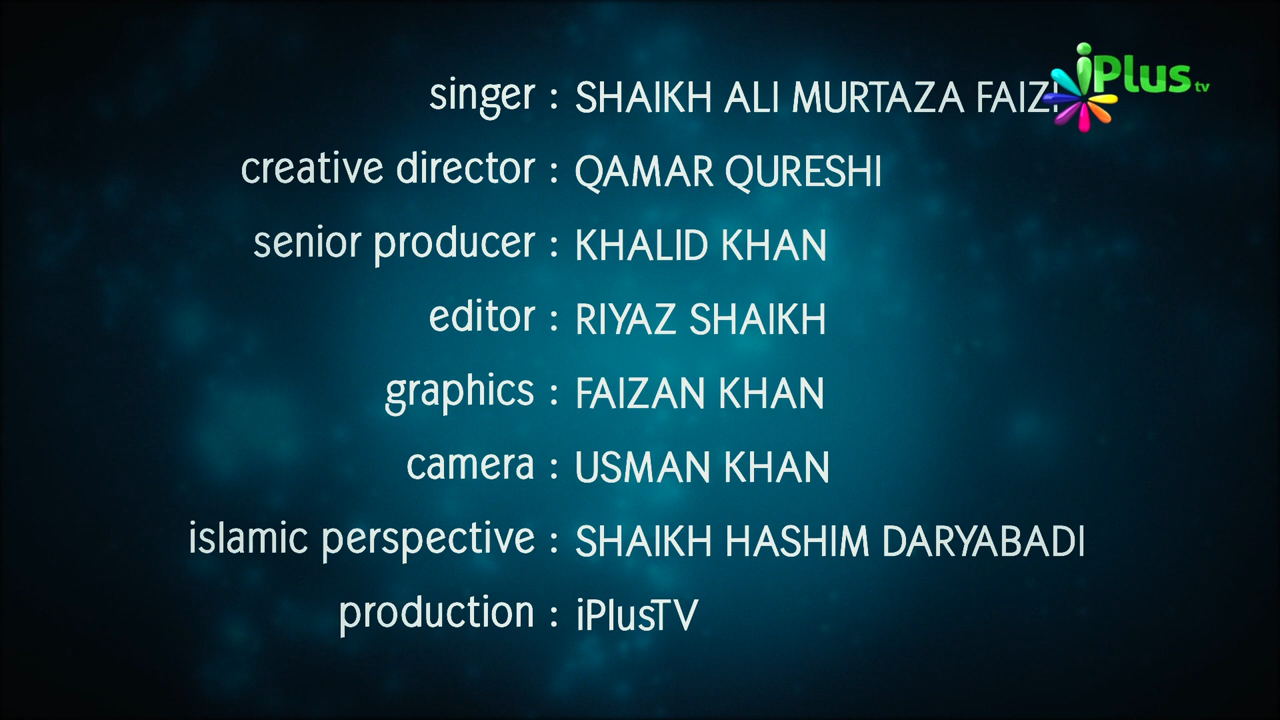 singer : SHAIKH ALI MURTAZA FAIZI
iPlus tv
creative director : QAMAR QURESHI
senior producer : KHALID KHAN
editor : RIYAZ SHAIKH
graphics : FAIZAN KHAN
camera : USMAN KHAN
islamic perspective : SHAIKH HASHIM DARYABADI
production : iPlusTV